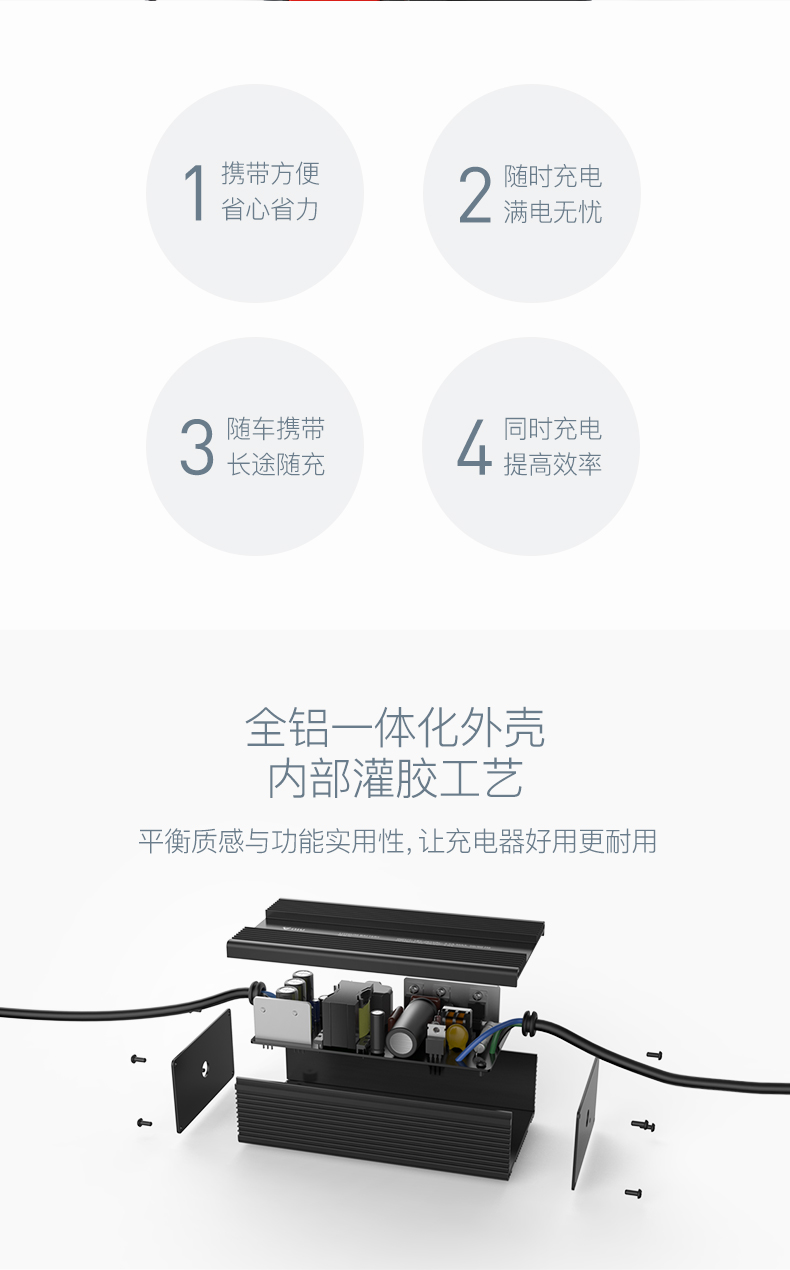 1 携带方便
省心省力
2 随时充电
满电无忧
3 随车携带
长途随充
4 同时充电
提高效率
全铝一体化外壳
内部灌胶工艺
平衡质感与功能实用性, 让充电器好用更耐用